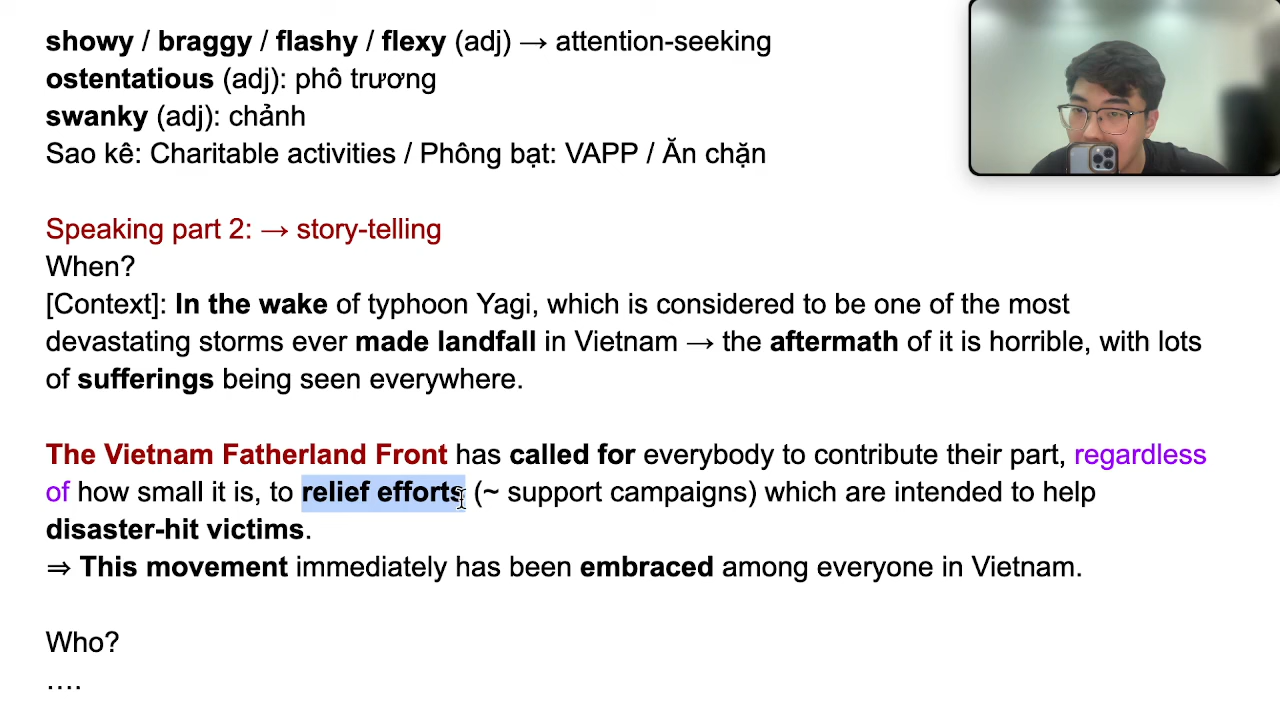 showy / braggy / flashy / flexy (adj) → attention-seeking
ostentatious (adj): phô trương
swanky (adj): chảnh
Sao kê: Charitable activities / Phông bạt: VAPP / Ăn chặn
Speaking part 2: → story-telling
When?
[Context]: In the wake of typhoon Yagi, which is considered to be one of the most
devastating storms ever made landfall in Vietnam → the aftermath of it is horrible, with lots
of sufferings being seen everywhere.
The Vietnam Fatherland Front has called for everybody to contribute their part, regardless
of how small it is, to relief efforts (~ support campaigns) which are intended to help
disaster-hit victims.
⇒ This movement immediately has been embraced among everyone in Vietnam.
Who?
….